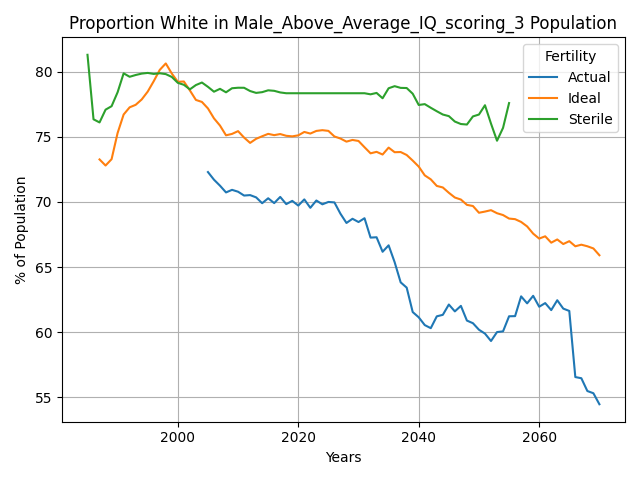 Proportion White in Male_Above_Average_IQ_scoring_3 Population
Fertility
Actual
Ideal
Sterile
% of Population
80
75
70
65
60
55
2000
2020
2040
2060
Years